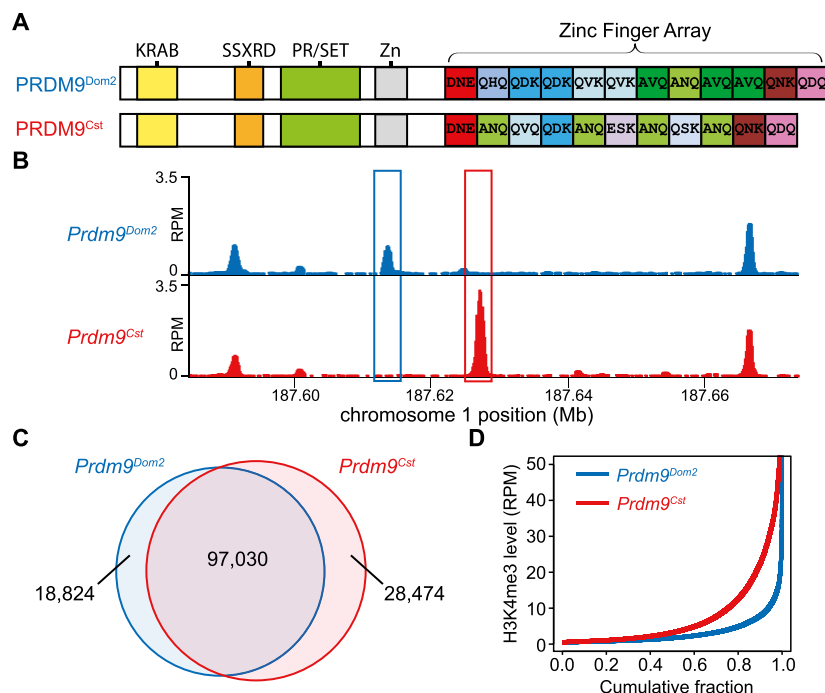 A
KRAB SSXRD PR/SET Zn Zinc Finger Array
PRDM9Dom2 DNE QHQ QDK QDK QVK QVK AVQ ANQ AVQ AVQ QNK QDQ
PRDM9Cst DNE ANQ QVQ QDK ANQ ESK ANQ QSK ANQ QNK QDQ
B
3.5
Prdm9Dom2 RPM
0
3.5
Prdm9Cst RPM
0
187.60 187.62 187.64 187.66
chromosome 1 position (Mb)
C
Prdm9Dom2 Prdm9Cst
97,030
18,824 28,474
D
H3K4me3 level (RPM)
50
40
30
20
10
0
Prdm9Dom2
Prdm9Cst
0.0 0.2 0.4 0.6 0.8 1.0
Cumulative fraction